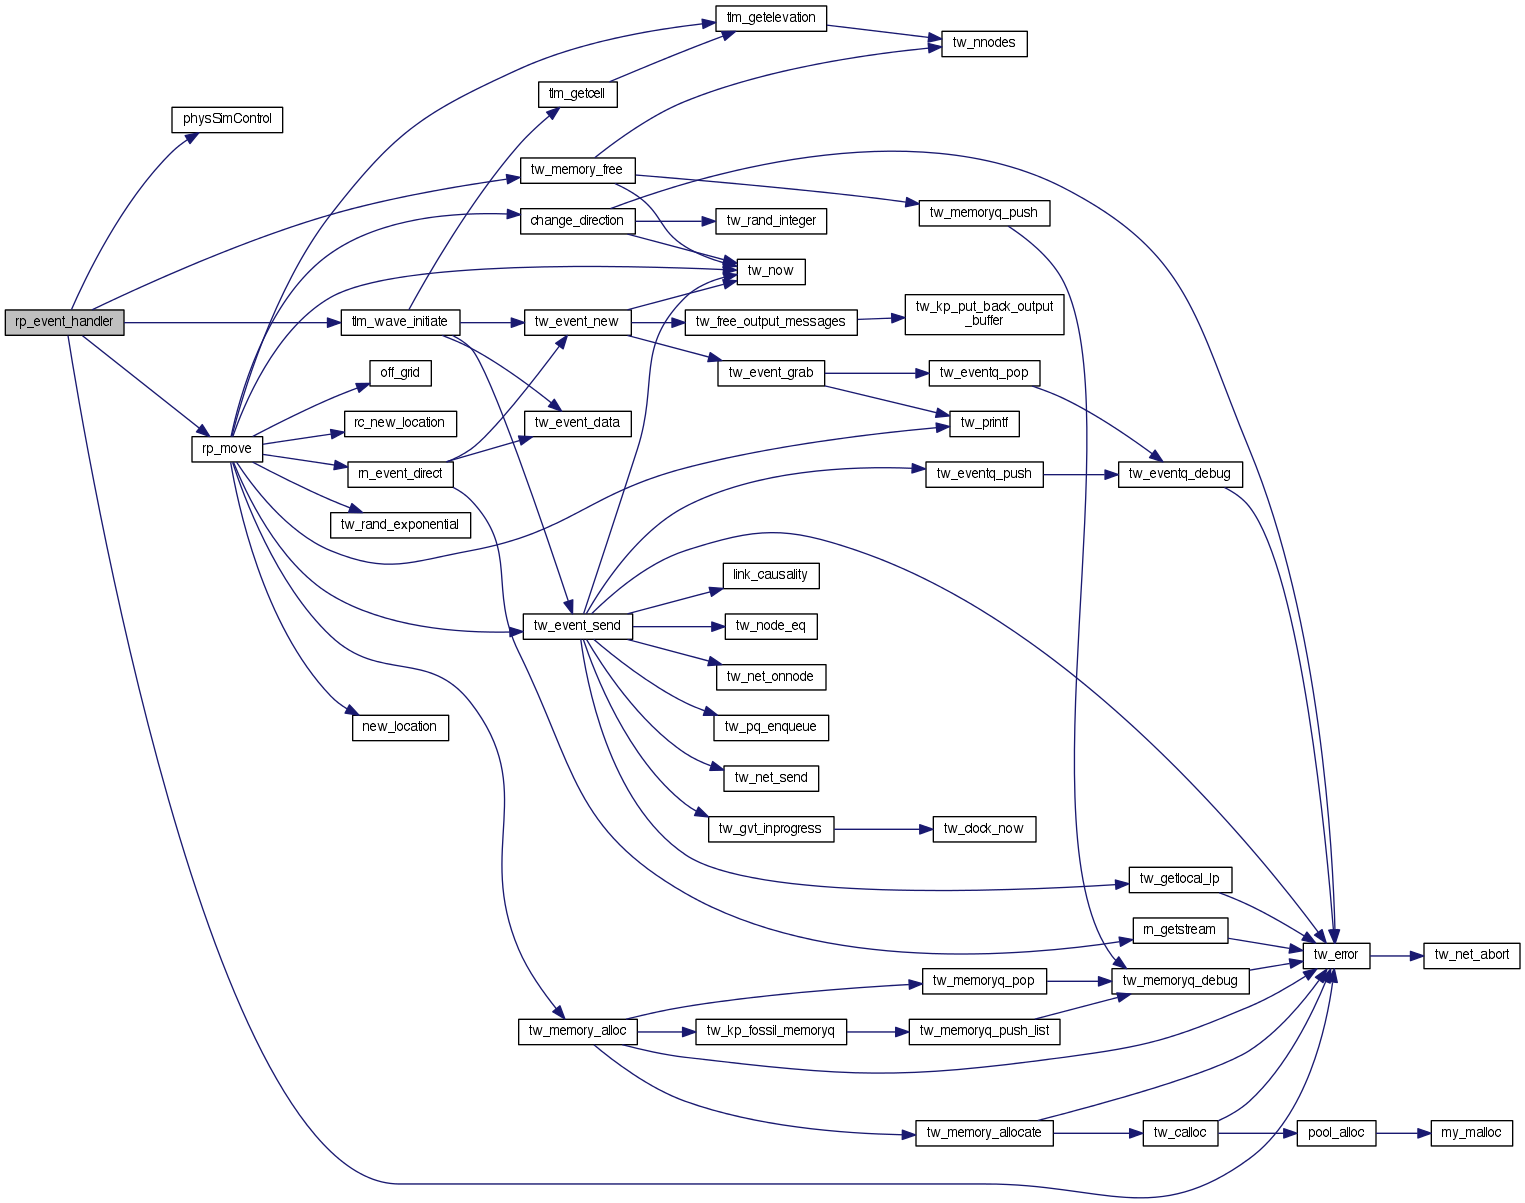 tlm_getelevation
tw_nnodes
tlm_getcell
physSimControl
tw_memory_free
tw_memoryq_push
change_direction
tw_rand_integer
tw_now
tw_kp_put_back_output
_buffer
rp_event_handler
tlm_wave_initiate
tw_event_new
tw_free_output_messages
off_grid
tw_event_grab
tw_eventq_pop
rc_new_location
tw_event_data
tw_printf
rp_move
rn_event_direct
tw_eventq_push
tw_eventq_debug
tw_rand_exponential
link_causality
tw_event_send
tw_node_eq
tw_net_onnode
new_location
tw_pq_enqueue
tw_net_send
tw_gvt_inprogress
tw_clock_now
tw_getlocal_lp
rn_getstream
tw_error
tw_net_abort
tw_memoryq_pop
tw_memoryq_debug
tw_memory_alloc
tw_kp_fossil_memoryq
tw_memoryq_push_list
tw_memory_allocate
tw_calloc
pool_alloc
my_malloc